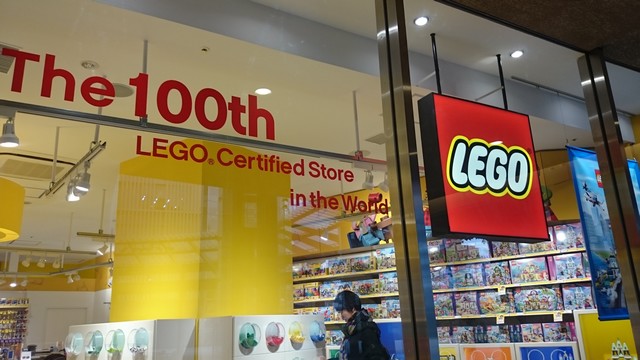 The 100th
LEGO® Certified Store
in the World
LEGO